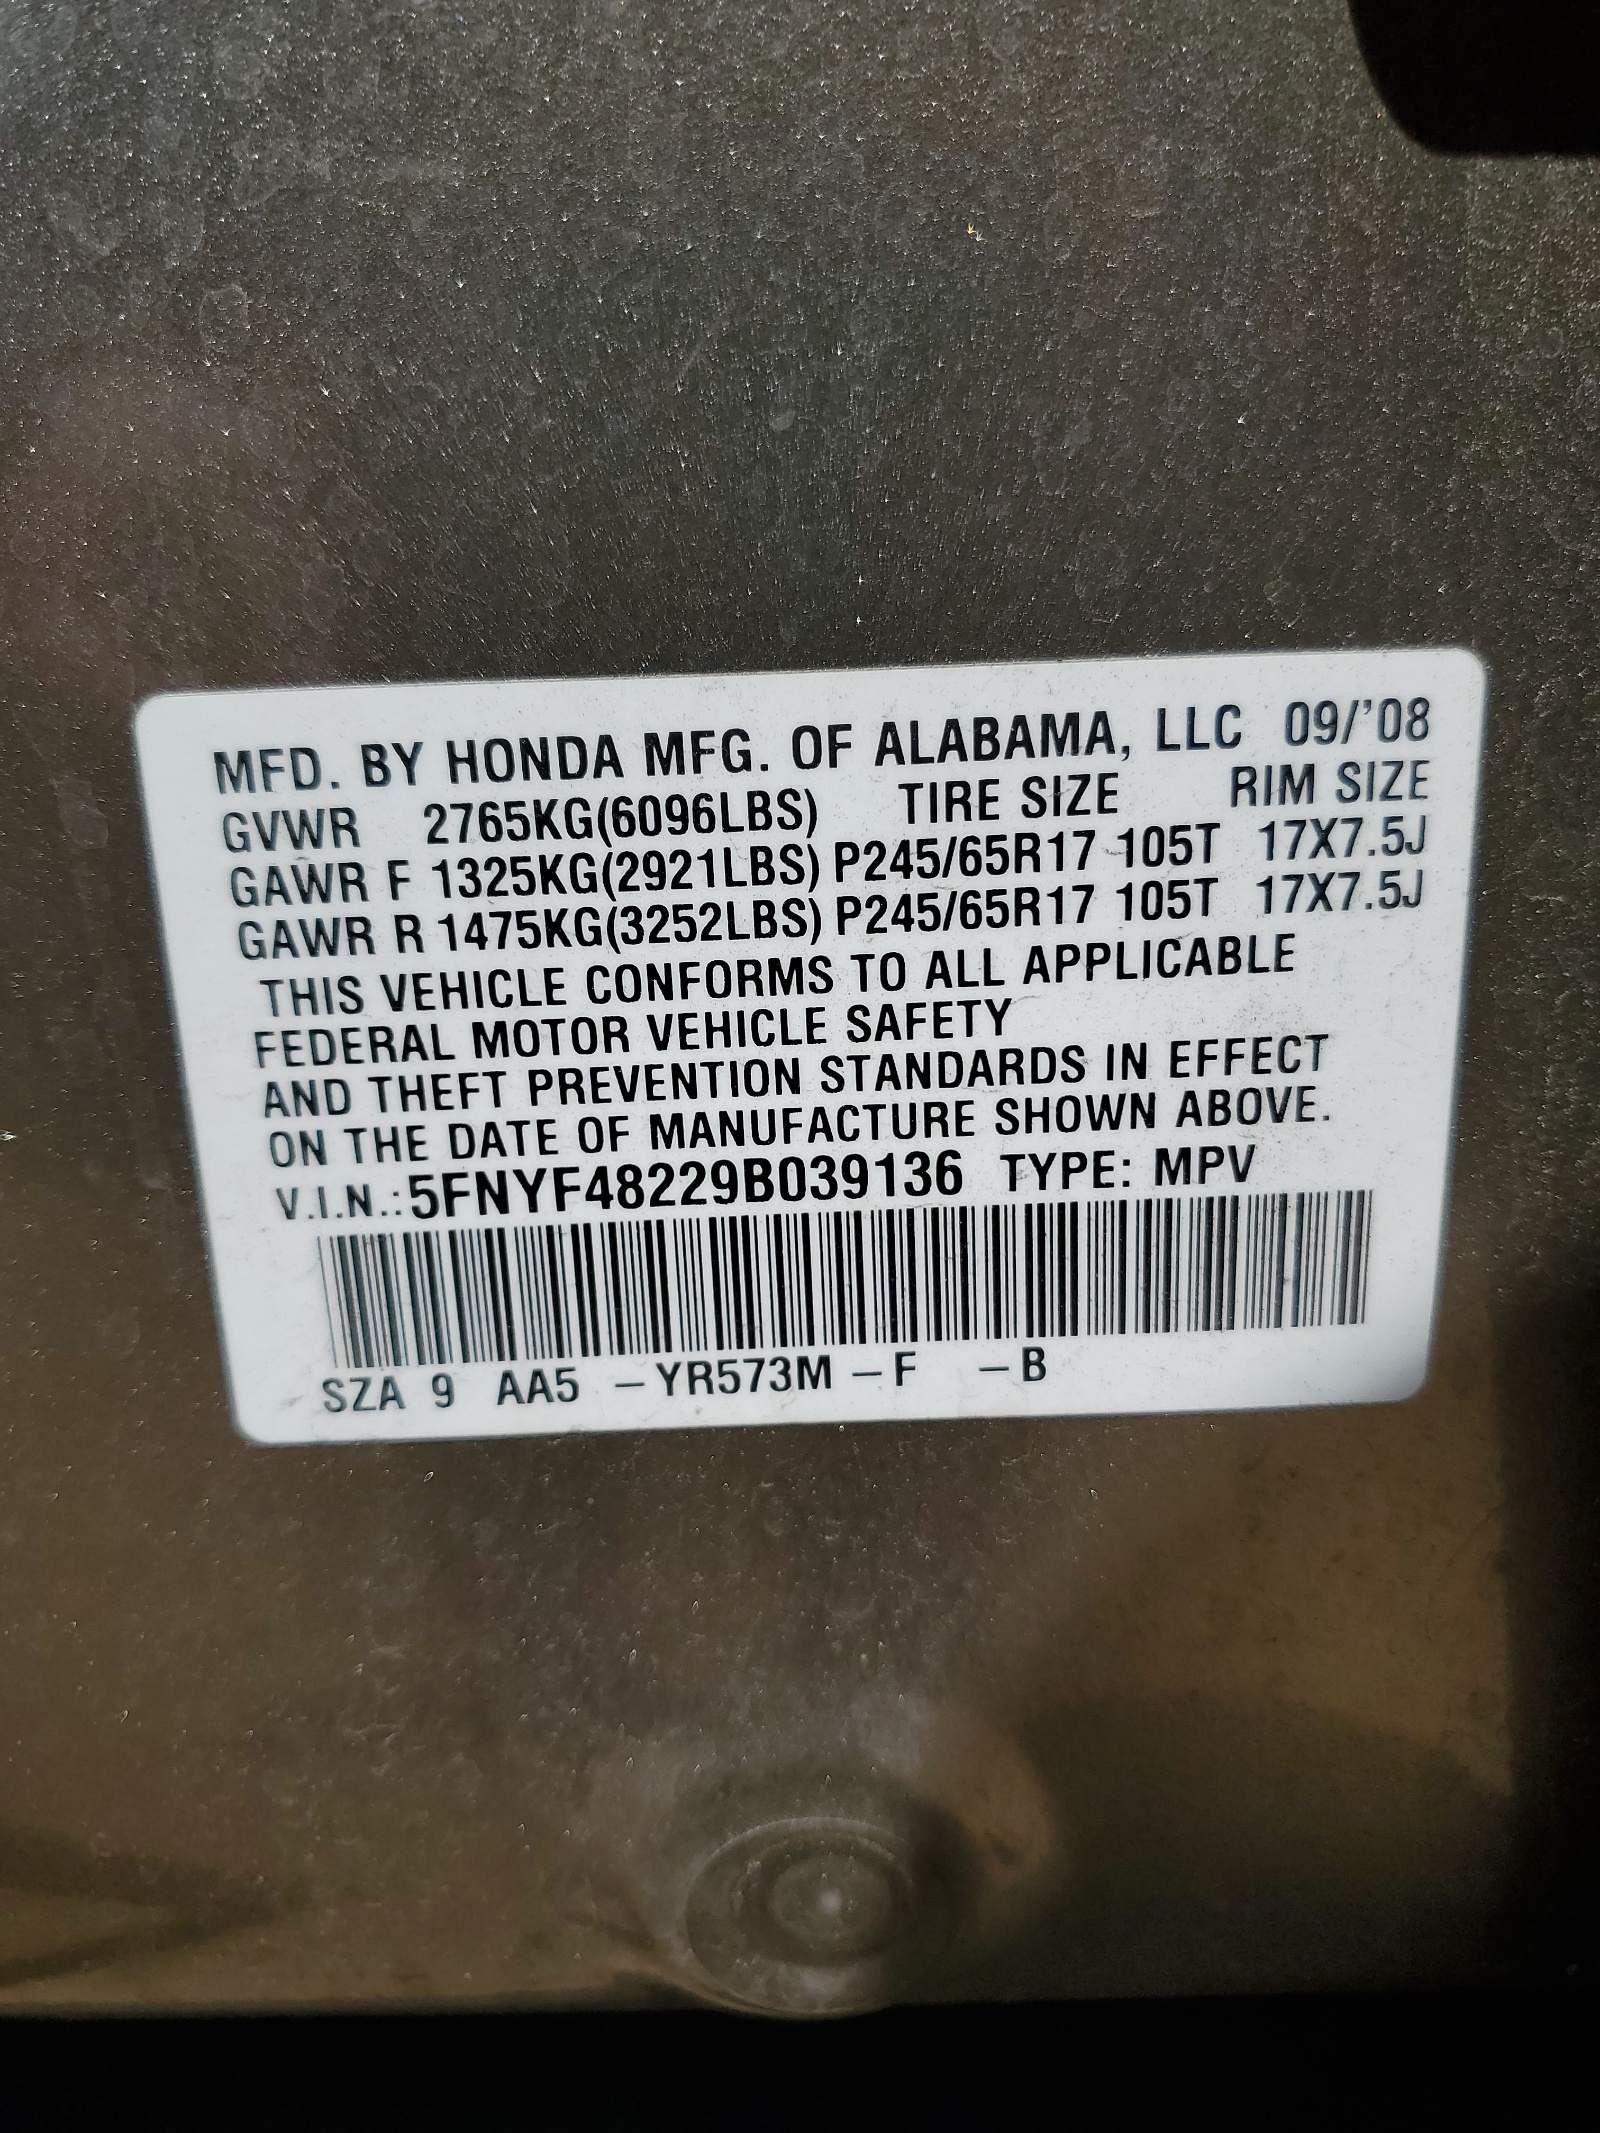 MFD. BY HONDA MFG. OF ALABAMA, LLC 09/'08
GVWR 2765KG(6096LBS) TIRE SIZE RIM SIZE
GAWR F 1325KG(2921LBS) P245/65R17 105T 17X7.5J
GAWR R 1475KG(3252LBS) P245/65R17 105T 17X7.5J
THIS VEHICLE CONFORMS TO ALL APPLICABLE
FEDERAL MOTOR VEHICLE SAFETY
AND THEFT PREVENTION STANDARDS IN EFFECT
ON THE DATE OF MANUFACTURE SHOWN ABOVE.
V.I.N.: 5FNYF48229B039136 TYPE: MPV
SZA 9 AA5 –YR573M –F –B